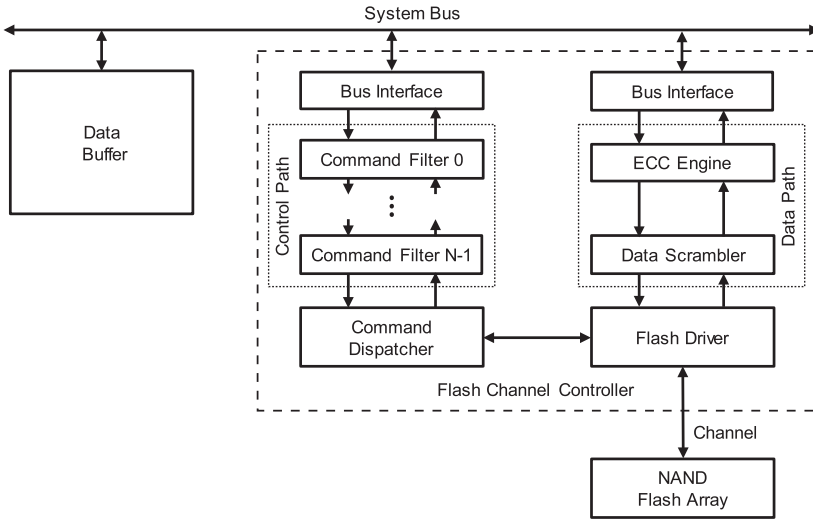 System Bus
Data
Buffer
Bus Interface
Bus Interface
Control Path
Command Filter 0
Command Filter N-1
ECC Engine
Data Scrambler
Data Path
Command
Dispatcher
Flash Driver
Flash Channel Controller
Channel
NAND
Flash Array